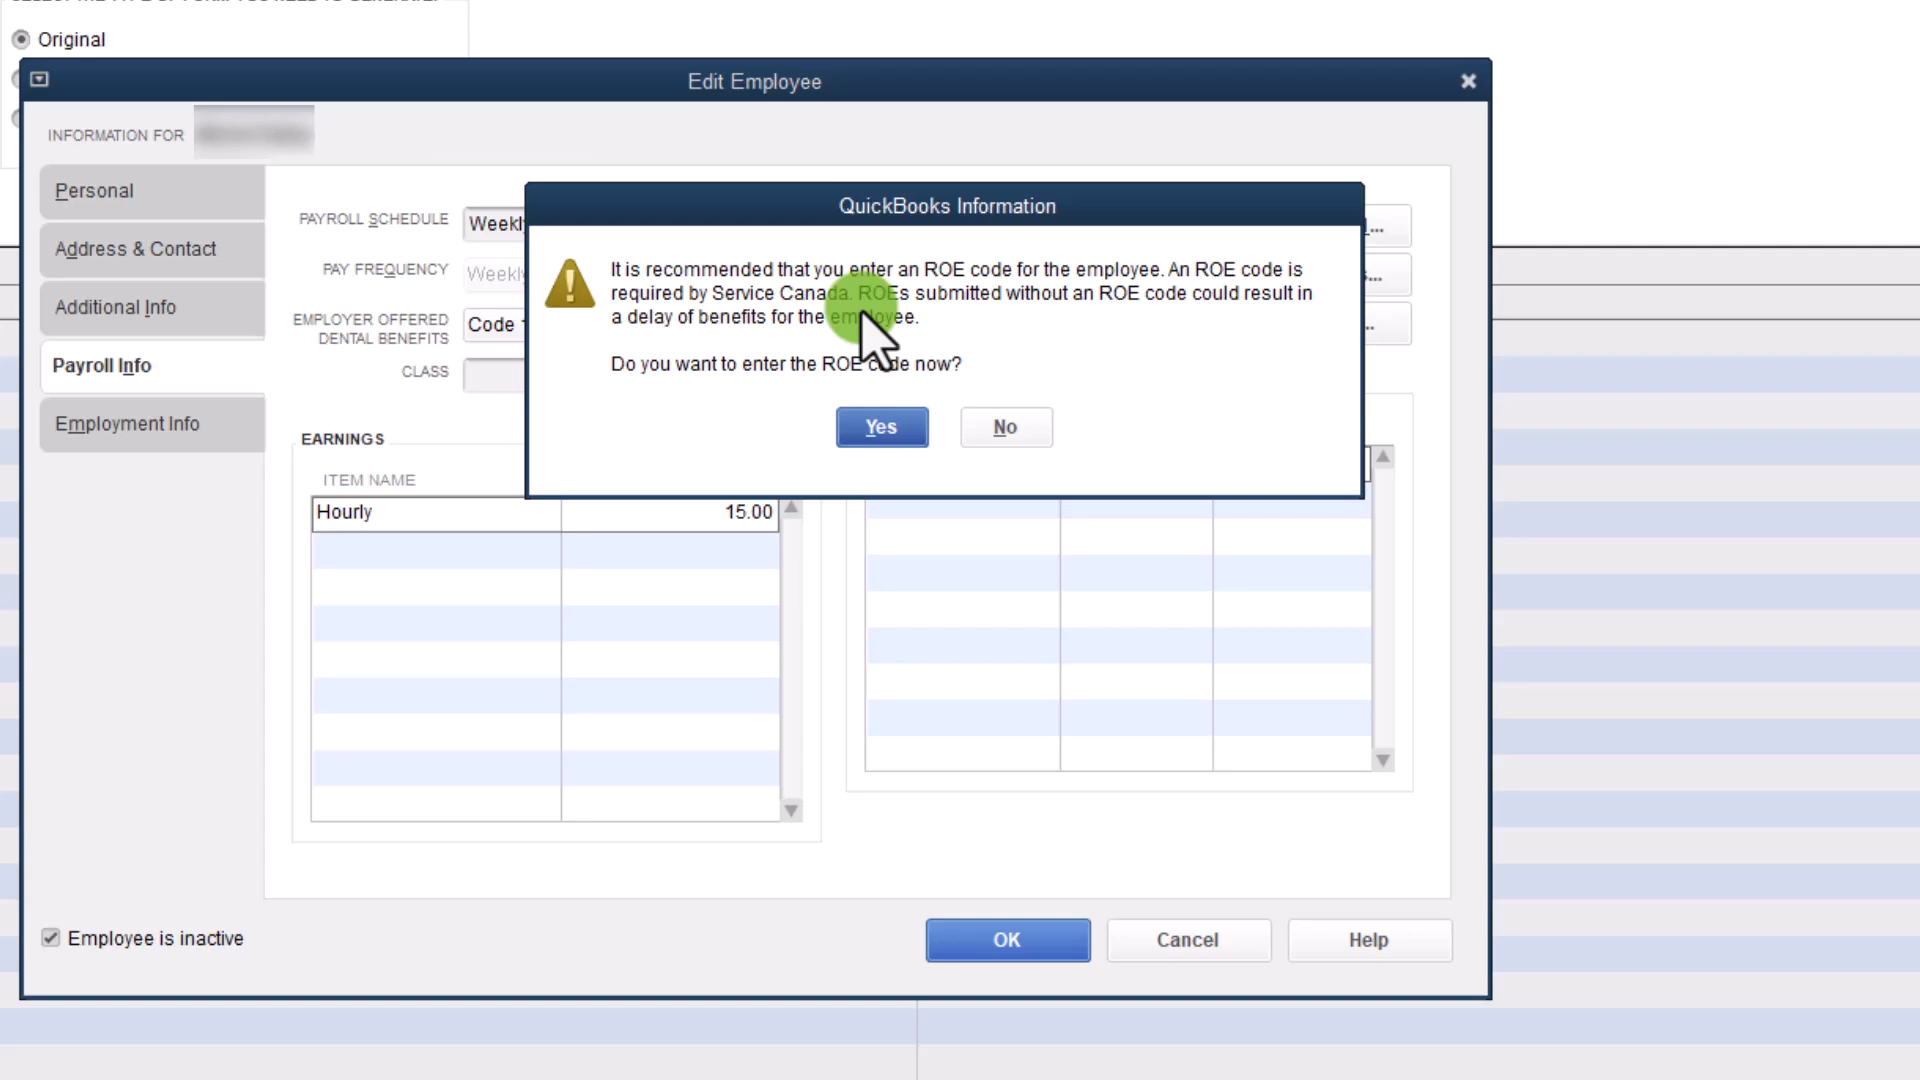 Original
Edit Employee
INFORMATION FOR
Personal
Address & Contact
Additional Info
Payroll Info
Employment Info
PAYROLL SCHEDULE
Weekly
PAY FREQUENCY
Weekly
EMPLOYER OFFERED
DENTAL BENEFITS
Code
CLASS
QuickBooks Information
It is recommended that you enter an ROE code for the employee. An ROE code is
required by Service Canada. ROEs submitted without an ROE code could result in
a delay of benefits for the employee.
Do you want to enter the ROE code now?
Yes
No
EARNINGS
ITEM NAME
Hourly
15.00
Employee is inactive
OK
Cancel
Help